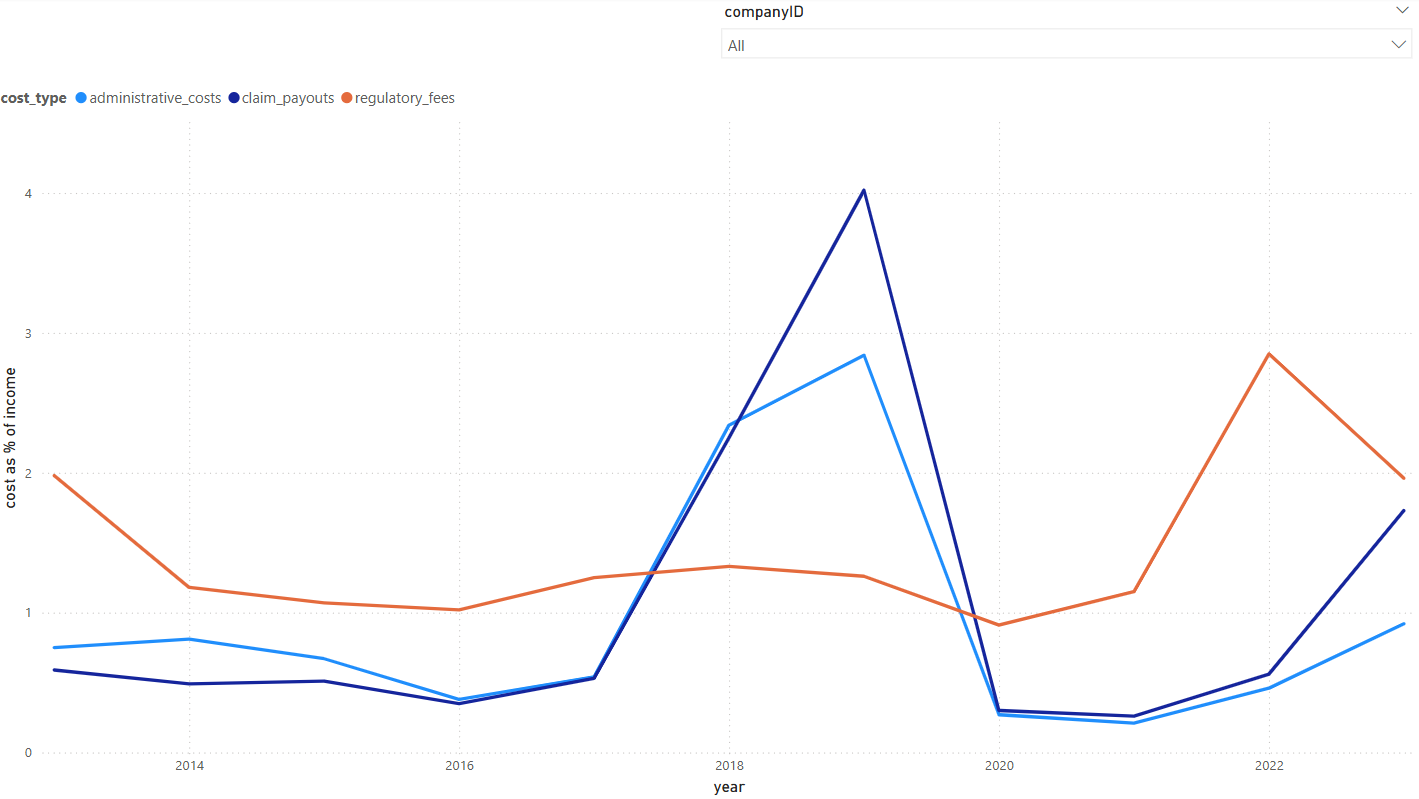 companyID
All
cost_type administrative_costs claim_payouts regulatory_fees
4
3
2
1
0
cost as % of income
2014 2016 2018 2020 2022
year